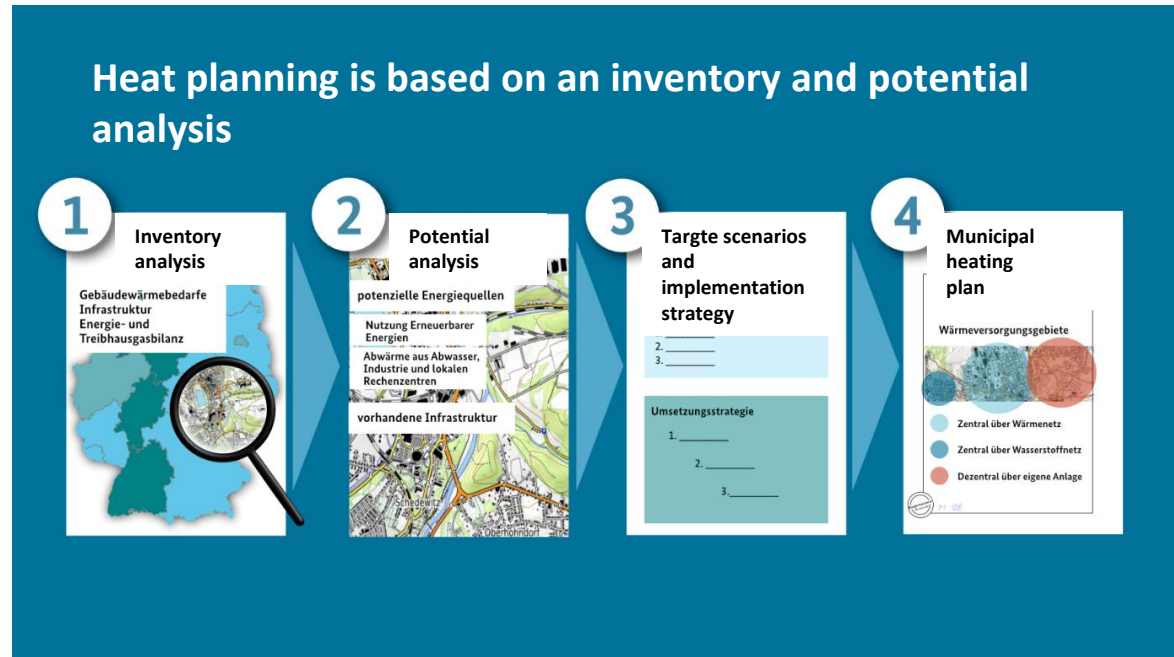 Heat planning is based on an inventory and potential
analysis
1
Inventory
analysis
Gebäudewärmebedarfe
Infrastruktur
Energie- und
Treibhausgasbilanz
2
Potential
analysis
potenzielle Energiequellen
Nutzung Erneuerbarer
Energien
Abwärme aus Abwasser,
Industrie und lokalen
Rechenzentren
vorhandene Infrastruktur
Schedewitz
Oberhohndorf
3
Targte scenarios
and
implementation
strategy
2.
3.
Umsetzungsstrategie
1.
2.
3.
4
Municipal
heating
plan
Wärmeversorgungsgebiete
Zentral über Wärmenetz
Zentral über Wasserstoffnetz
Dezentral über eigene Anlage